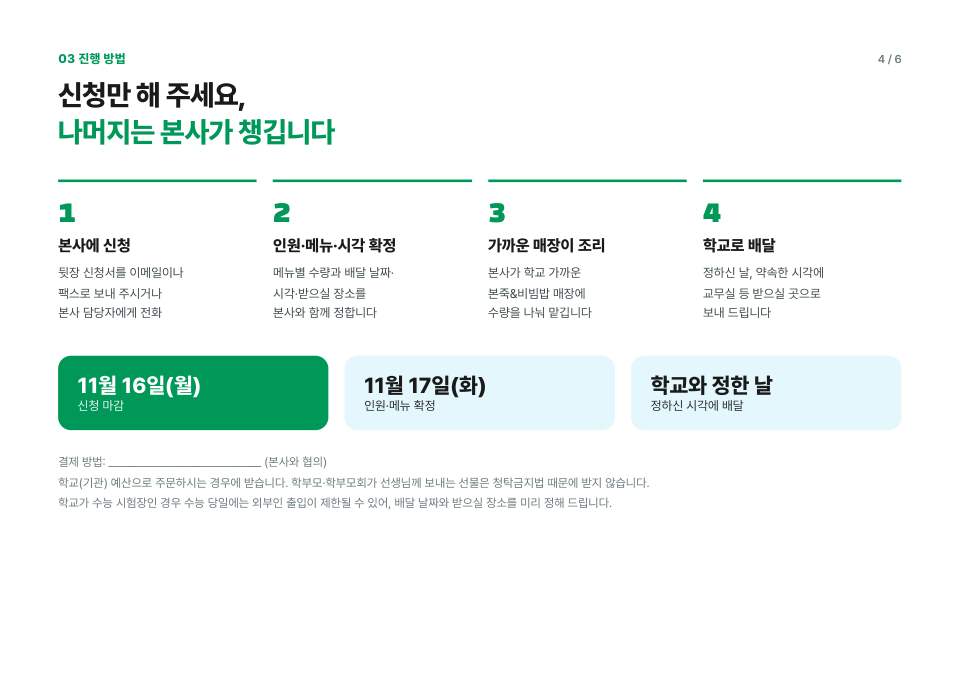 03 진행 방법
4 / 6
신청만 해 주세요,
나머지는 본사가 챙깁니다
1
본사에 신청
뒷장 신청서를 이메일이나
팩스로 보내 주시거나
본사 담당자에게 전화
2
인원·메뉴·시각 확정
메뉴별 수량과 배달 날짜·
시각·받으실 장소를
본사와 함께 정합니다
3
가까운 매장이 조리
본사가 학교 가까운
본죽&비빔밥 매장에
수량을 나눠 맡깁니다
4
학교로 배달
정하신 날, 약속한 시각에
교무실 등 받으실 곳으로
보내 드립니다
11월 16일(월)
신청 마감
11월 17일(화)
인원·메뉴 확정
학교와 정한 날
정하신 시각에 배달
결제 방법: _________________________ (본사와 협의)
학교(기관) 예산으로 주문하시는 경우에 받습니다. 학부모·학부모회가 선생님께 보내는 선물은 청탁금지법 때문에 받지 않습니다.
학교가 수능 시험장인 경우 수능 당일에는 외부인 출입이 제한될 수 있어, 배달 날짜와 받으실 장소를 미리 정해 드립니다.